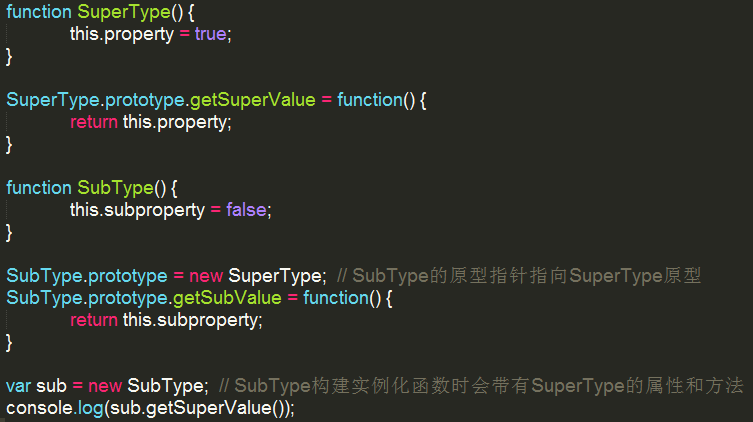 function SuperType() {
this.property = true;
}
SuperType.prototype.getSuperValue = function() {
return this.property;
}
function SubType() {
this.subproperty = false;
}
SubType.prototype = new SuperType;  // SubType的原型指针指向SuperType原型
SubType.prototype.getSubValue = function() {
return this.subproperty;
}
var sub = new SubType;  // SubType构建实例化函数时会带有SuperType的属性和方法
console.log(sub.getSuperValue());